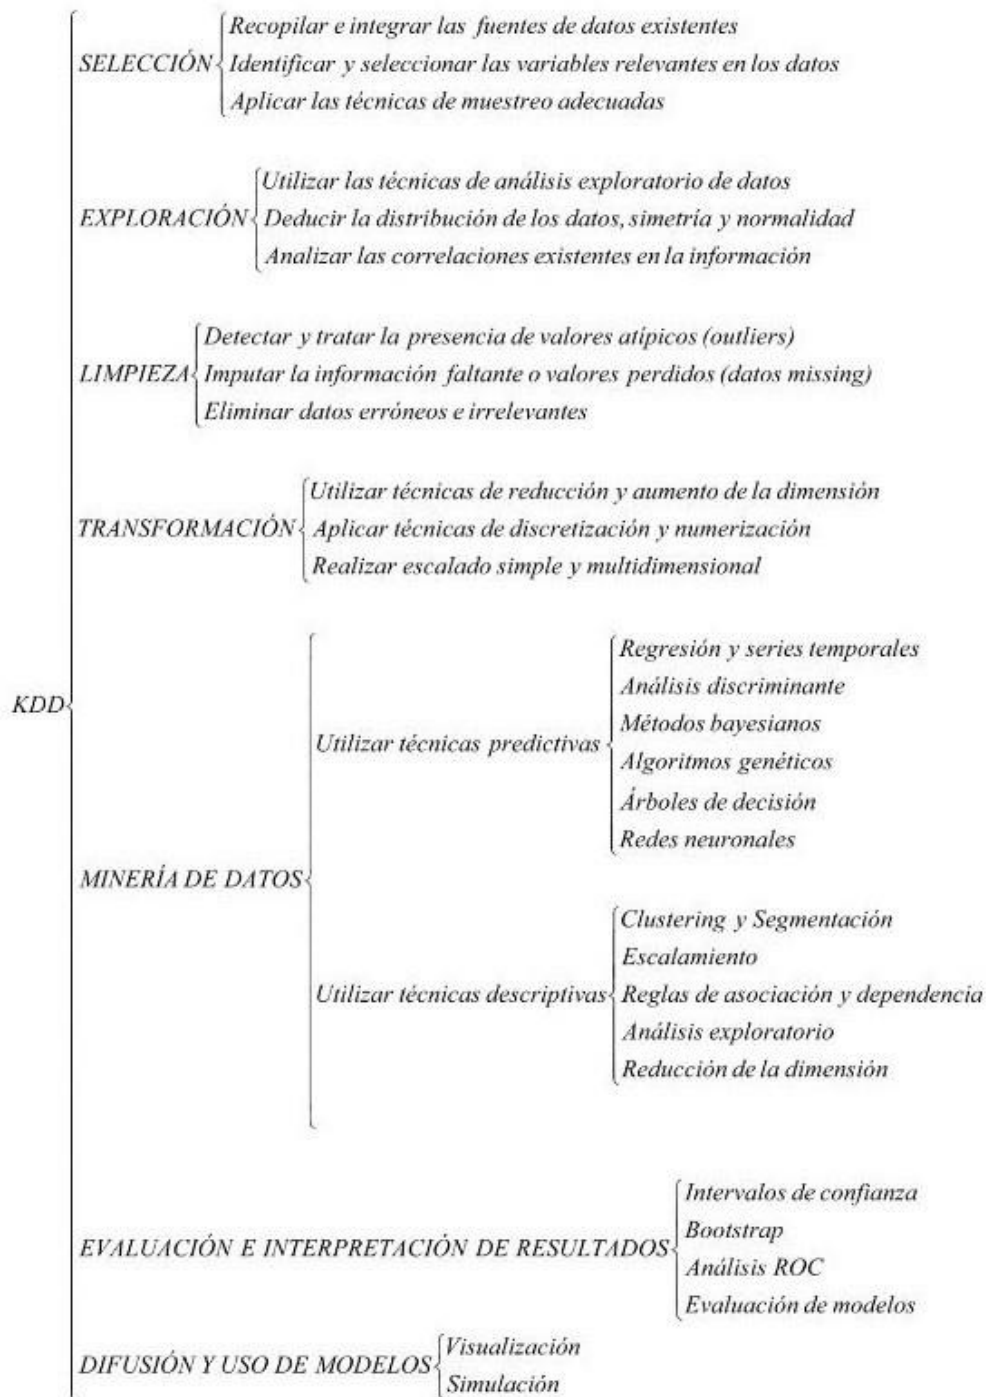 KDD
SELECCIÓN
Recopilar e integrar las fuentes de datos existentes
Identificar y seleccionar las variables relevantes en los datos
Aplicar las técnicas de muestreo adecuadas
EXPLORACIÓN
Utilizar las técnicas de análisis exploratorio de datos
Deducir la distribución de los datos, simetría y normalidad
Analizar las correlaciones existentes en la información
LIMPIEZA
Detectar y tratar la presencia de valores atípicos (outliers)
Imputar la información faltante o valores perdidos (datos missing)
Eliminar datos erróneos e irrelevantes
TRANSFORMACIÓN
Utilizar técnicas de reducción y aumento de la dimensión
Aplicar técnicas de discretización y numerización
Realizar escalado simple y multidimensional
MINERÍA DE DATOS
Utilizar técnicas predictivas
Regresión y series temporales
Análisis discriminante
Métodos bayesianos
Algoritmos genéticos
Árboles de decisión
Redes neuronales
Utilizar técnicas descriptivas
Clustering y Segmentación
Escalamiento
Reglas de asociación y dependencia
Análisis exploratorio
Reducción de la dimensión
EVALUACIÓN E INTERPRETACIÓN DE RESULTADOS
Intervalos de confianza
Bootstrap
Análisis ROC
Evaluación de modelos
DIFUSIÓN Y USO DE MODELOS
Visualización
Simulación